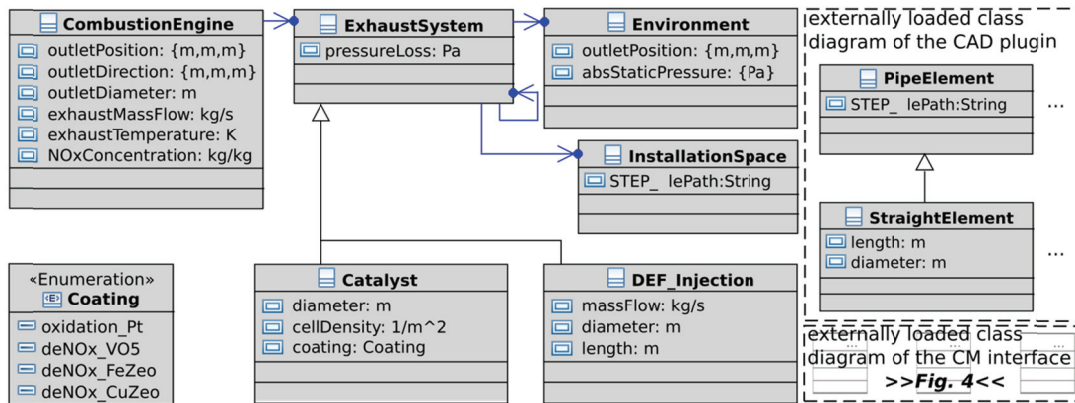 CombustionEngine
outletPosition: {m,m,m}
outletDirection: {m,m,m}
outletDiameter: m
exhaustMassFlow: kg/s
exhaustTemperature: K
NOxConcentration: kg/kg
ExhaustSystem
pressureLoss: Pa
Environment
outletPosition: {m,m,m}
absStaticPressure: {Pa}
InstallationSpace
STEP_ lePath:String
externally loaded class
diagram of the CAD plugin
PipeElement
STEP_ lePath:String
...
StraightElement
length: m
diameter: m
...
«Enumeration»
Coating
oxidation_Pt
deNOx_VO5
deNOx_FeZeo
deNOx_CuZeo
Catalyst
diameter: m
cellDensity: 1/m^2
coating: Coating
DEF_Injection
massFlow: kg/s
diameter: m
length: m
externally loaded class
diagram of the CM interface
>>Fig. 4<<